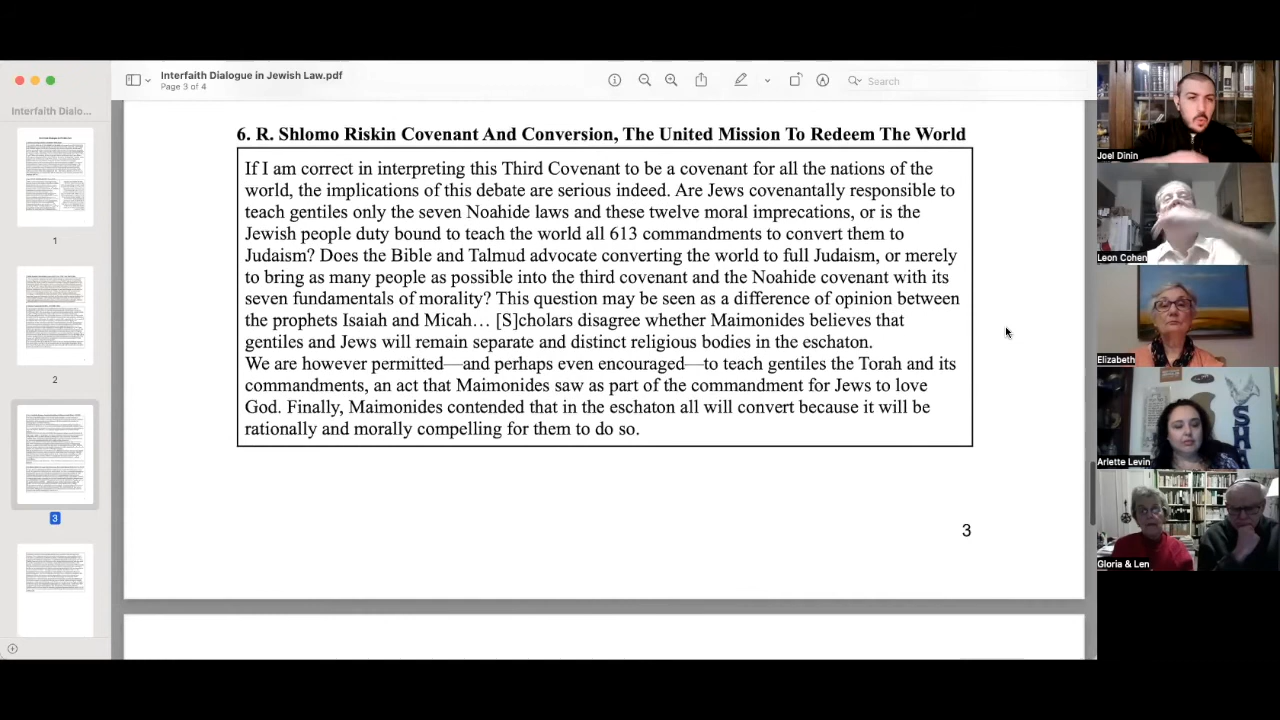 Interfaith Dialogue in Jewish Law.pdf
Page 3 of 4
Search
Interfaith Dialo...
1
2
3
6. R. Shlomo Riskin Covenant And Conversion, The United Mission To Redeem The World
If I am correct in interpreting the Third Covenant to be a covenant for all the nations of the
world, the implications of this debate are serious indeed. Are Jews covenantally responsible to
teach gentiles only the seven Noahide laws and these twelve moral imprecations, or is the
Jewish people duty bound to teach the world all 613 commandments to convert them to
Judaism? Does the Bible and Talmud advocate converting the world to full Judaism, or merely
to bring as many people as possible into the third covenant and the Noahide covenant with its
seven fundamentals of morality? This question may be seen as a difference of opinion between
the prophets Isaiah and Micah… [S]cholars disagree whether Maimonides believes that
gentiles and Jews will remain separate and distinct religious bodies in the eschaton.
We are however permitted—and perhaps even encouraged—to teach gentiles the Torah and its
commandments, an act that Maimonides saw as part of the commandment for Jews to love
God. Finally, Maimonides contended that in the eschaton all will convert because it will be
rationally and morally compelling for them to do so.
3
Joel Dinin
Leon Cohen
Elizabeth
Arlette Levin
Gloria & Len